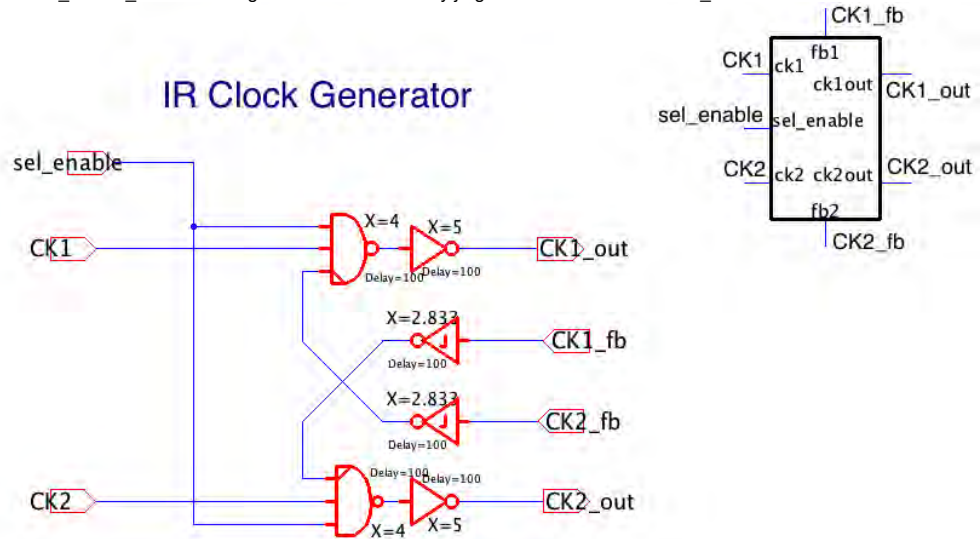 IR Clock Generator
sel_enable
CK1
X=4
X=5
Delay=100
Delay=100
CK1_out
X=2.833
Delay=100
CK1_fb
X=2.833
Delay=100
CK2_fb
CK2
Delay=100
Delay=100
X=4
X=5
CK2_out
CK1_fb
CK1
ck1
fb1
ck1out
CK1_out
sel_enable
sel_enable
CK2
ck2
ck2out
CK2_out
fb2
CK2_fb